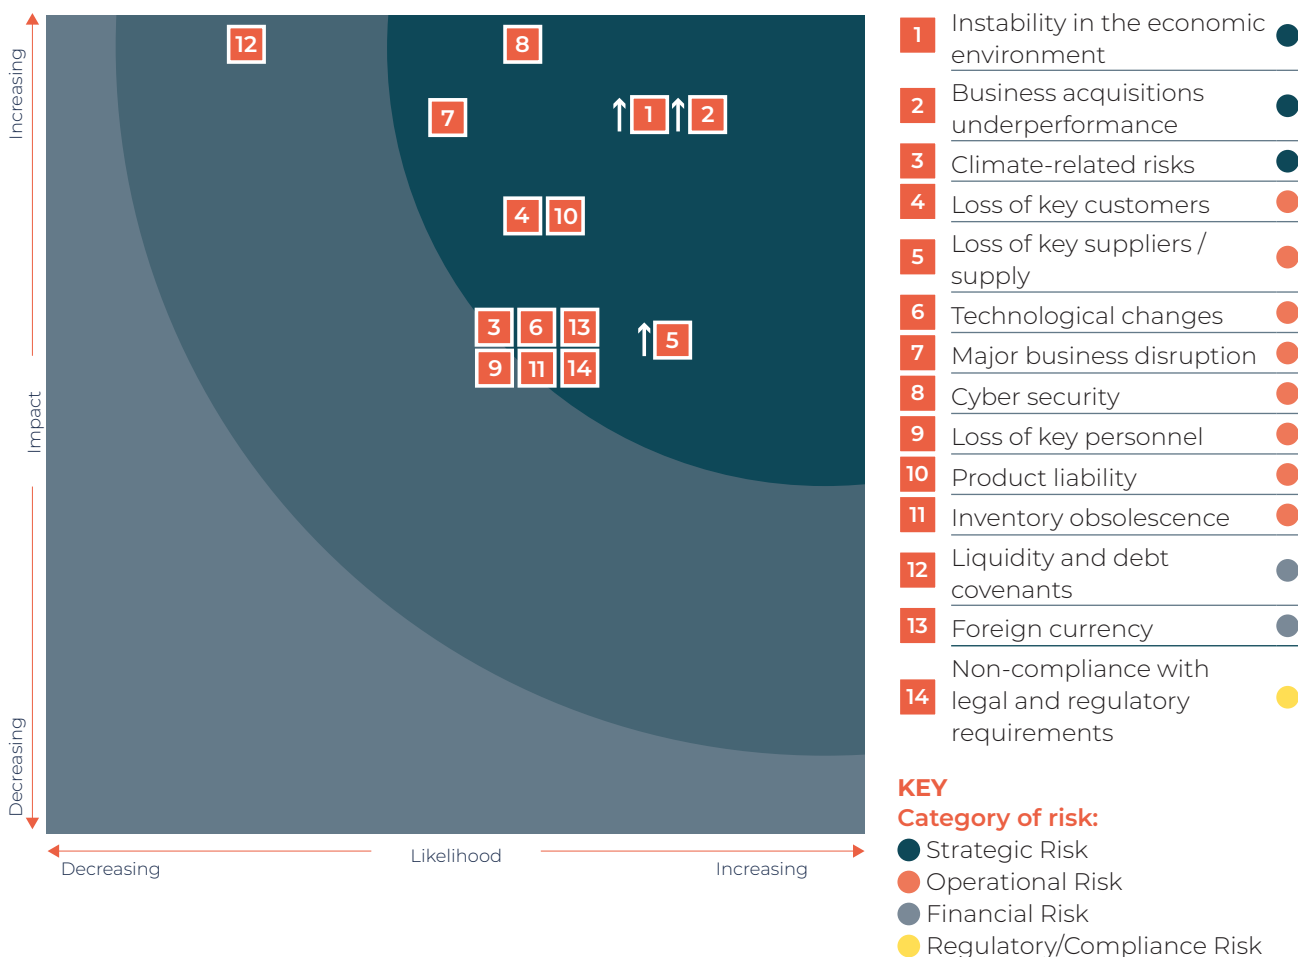 Increasing
Impact
Decreasing
12
8
7
1
2
4
10
3
6
13
5
9
11
14
Decreasing
Likelihood
Increasing
1
Instability in the economic
environment
2
Business acquisitions
underperformance
3
Climate-related risks
4
Loss of key customers
5
Loss of key suppliers /
supply
6
Technological changes
7
Major business disruption
8
Cyber security
9
Loss of key personnel
10
Product liability
11
Inventory obsolescence
12
Liquidity and debt
covenants
13
Foreign currency
14
Non-compliance with
legal and regulatory
requirements
KEY
Category of risk:
Strategic Risk
Operational Risk
Financial Risk
Regulatory/Compliance Risk